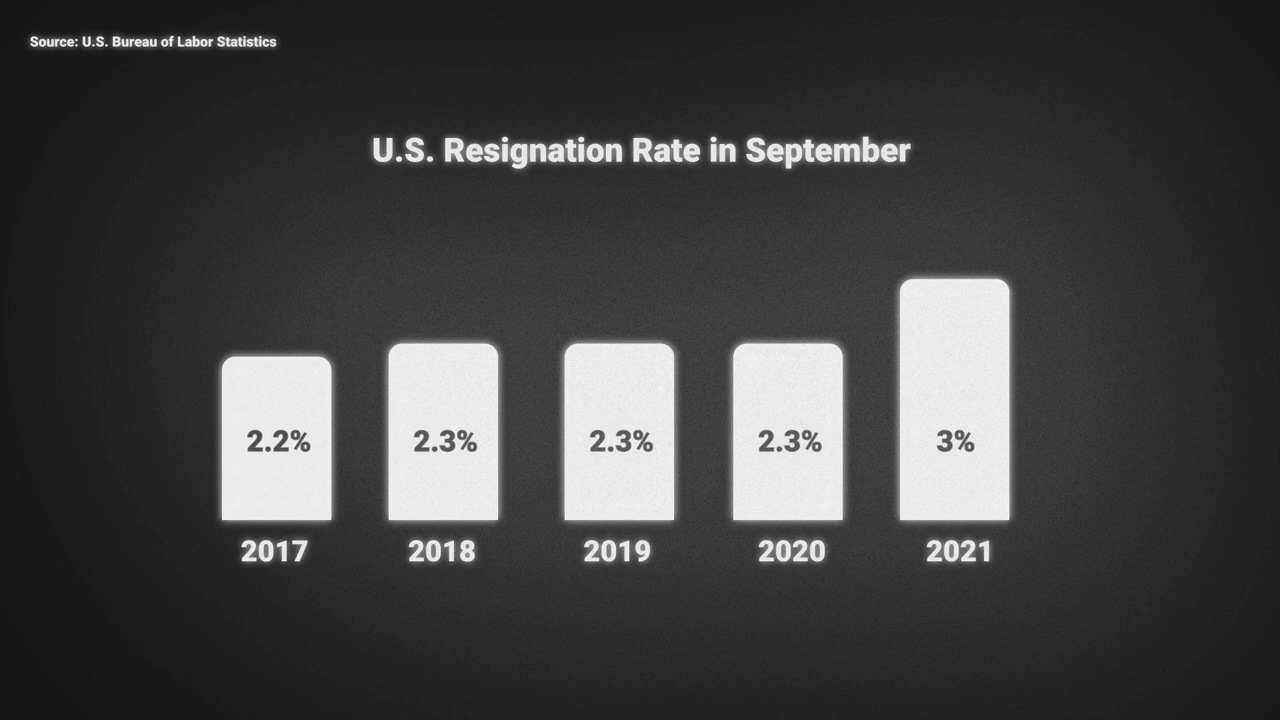 Source: U.S. Bureau of Labor Statistics
U.S. Resignation Rate in September
2.2% 2.3% 2.3% 2.3% 3%
2017 2018 2019 2020 2021